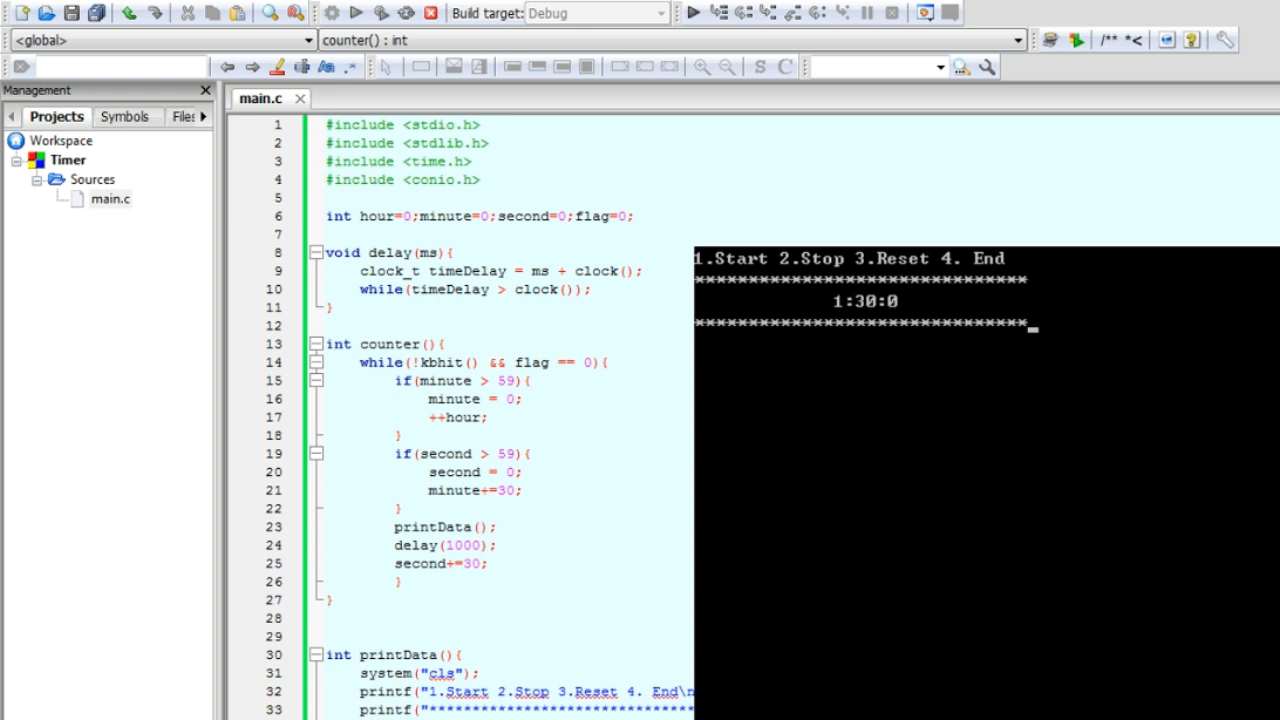 Build target: Debug
<global> counter() : int
/** *<
S C
Management
Projects Symbols Files
Workspace
Timer
Sources
main.c
main.c
1 #include <stdio.h>
2 #include <stdlib.h>
3 #include <time.h>
4 #include <conio.h>
5
6 int hour=0;minute=0;second=0;flag=0;
7
8 void delay(ms){
9 clock_t timeDelay = ms + clock();
10 while(timeDelay > clock());
11 }
12
13 int counter(){
14 while(!kbhit() && flag == 0){
15 if(minute > 59){
16 minute = 0;
17 ++hour;
18 }
19 if(second > 59){
20 second = 0;
21 minute+=30;
22 }
23 printData();
24 delay(1000);
25 second+=30;
26 }
27 }
28
29
30 int printData(){
31 system("cls");
32 printf("1.Start 2.Stop 3.Reset 4. End\n
33 printf("*******************************
1.Start 2.Stop 3.Reset 4. End
*******************************
1:30:0
*******************************_